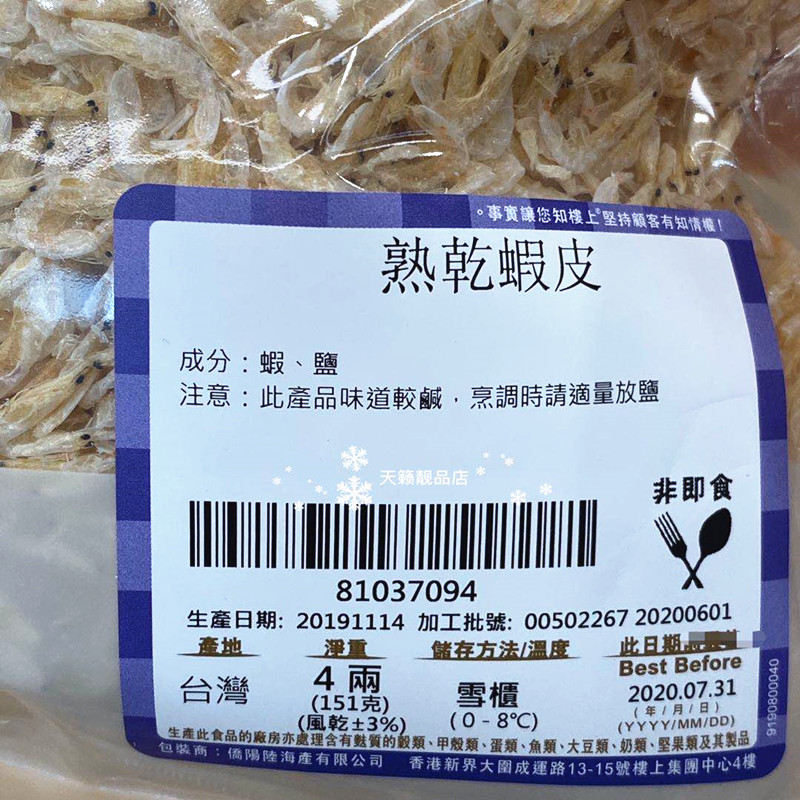 。事實讓您知樓上®堅持顧客有知情權!
熟乾蝦皮
成分:蝦、鹽
注意:此產品味道較鹹,烹調時請適量放鹽
天籟靚品店
非即食
81037094
生產日期: 20191114 加工批號: 00502267 20200601
產地 淨重 儲存方法/溫度 此日期
Best Before
台灣 4 兩 雪櫃 2020.07.31
(151克) (0-8℃) (年/月/日)
(風乾±3%) (YYYY/MM/DD)
生產此食品的廠房亦處理含有麩質的穀類、甲殼類、蛋類、魚類、大豆類、奶類、堅果類及其製品
包裝商:僑陽陸海產有限公司 香港新界大圍成運路13-15號樓上集團中心4樓
9190800040